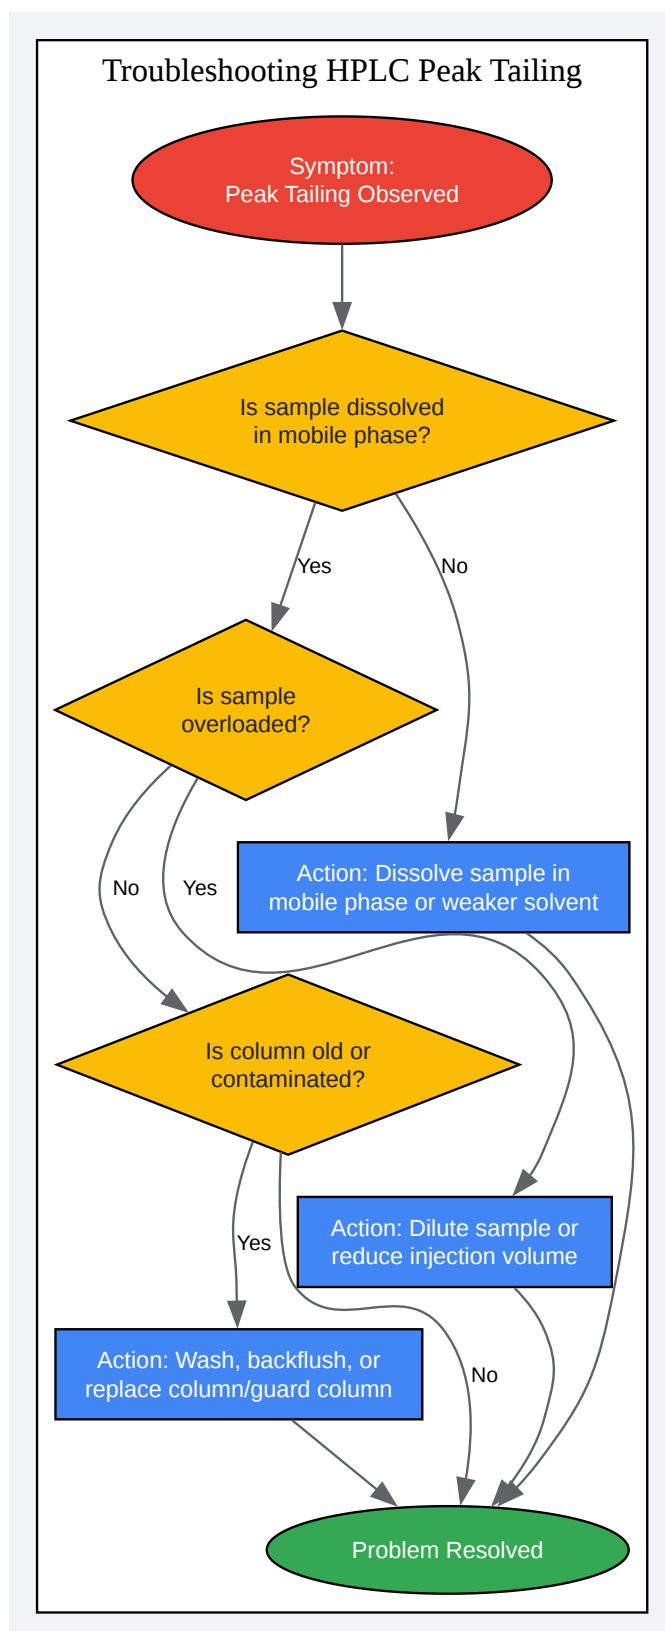 Troubleshooting HPLC Peak Tailing
Symptom:
Peak Tailing Observed
Is sample dissolved
in mobile phase?
Yes
No
Is sample
overloaded?
No
Yes
Action: Dissolve sample in
mobile phase or weaker solvent
Is column old or
contaminated?
Yes
Action: Dilute sample or
reduce injection volume
Action: Wash, backflush, or
replace column/guard column
No
Problem Resolved